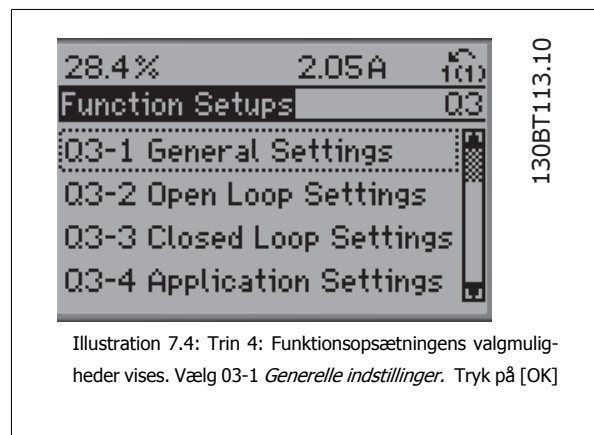 28.4% 2.05A 1(1)
Function Setups Q3
Q3-1 General Settings
Q3-2 Open Loop Settings
Q3-3 Closed Loop Settings
Q3-4 Application Settings
130BT113.10
Illustration 7.4: Trin 4: Funktionsopsætningens valgmulig-
heder vises. Vælg 03-1 Generelle indstillinger. Tryk på [OK]